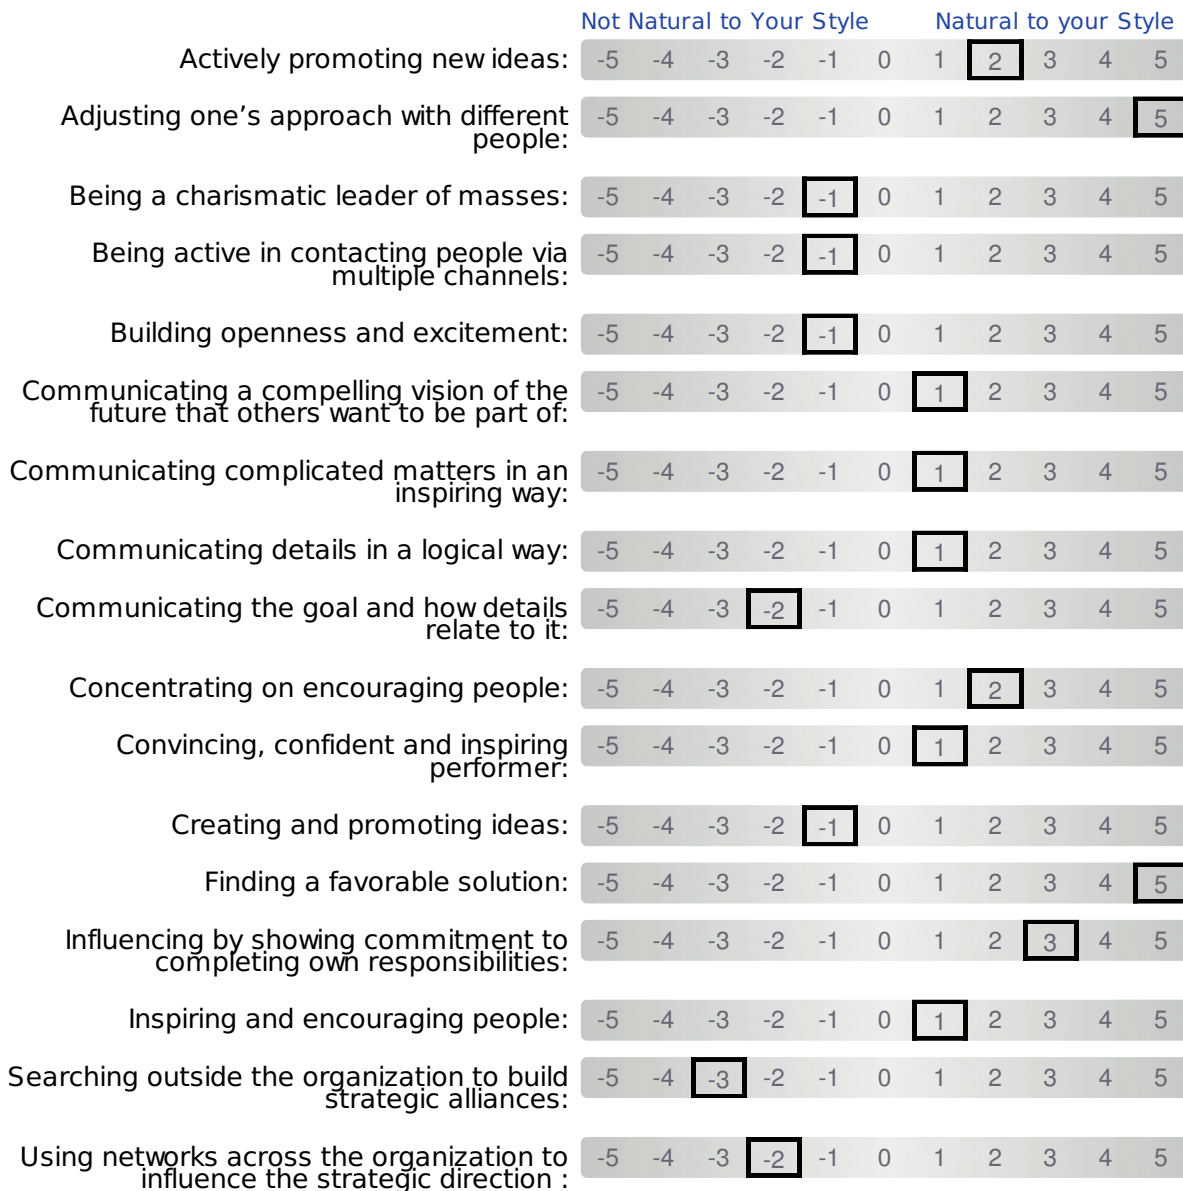 Not Natural to Your Style Natural to your Style
Actively promoting new ideas: -5 -4 -3 -2 -1 0 1 2 3 4 5
Adjusting one’s approach with different -5 -4 -3 -2 -1 0 1 2 3 4 5
people:
Being a charismatic leader of masses: -5 -4 -3 -2 -1 0 1 2 3 4 5
Being active in contacting people via -5 -4 -3 -2 -1 0 1 2 3 4 5
multiple channels:
Building openness and excitement: -5 -4 -3 -2 -1 0 1 2 3 4 5
Communicating a compelling vision of the -5 -4 -3 -2 -1 0 1 2 3 4 5
future that others want to be part of:
Communicating complicated matters in an -5 -4 -3 -2 -1 0 1 2 3 4 5
inspiring way:
Communicating details in a logical way: -5 -4 -3 -2 -1 0 1 2 3 4 5
Communicating the goal and how details -5 -4 -3 -2 -1 0 1 2 3 4 5
relate to it:
Concentrating on encouraging people: -5 -4 -3 -2 -1 0 1 2 3 4 5
Convincing, confident and inspiring -5 -4 -3 -2 -1 0 1 2 3 4 5
performer:
Creating and promoting ideas: -5 -4 -3 -2 -1 0 1 2 3 4 5
Finding a favorable solution: -5 -4 -3 -2 -1 0 1 2 3 4 5
Influencing by showing commitment to -5 -4 -3 -2 -1 0 1 2 3 4 5
completing own responsibilities:
Inspiring and encouraging people: -5 -4 -3 -2 -1 0 1 2 3 4 5
Searching outside the organization to build -5 -4 -3 -2 -1 0 1 2 3 4 5
strategic alliances:
Using networks across the organization to -5 -4 -3 -2 -1 0 1 2 3 4 5
influence the strategic direction :